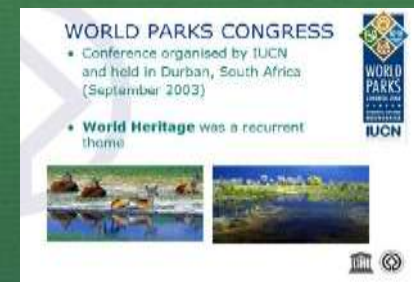 WORLD PARKS CONGRESS
• Conference organised by IUCN
and held in Durban, South Africa
(September 2003)
• World Heritage was a recurrent
theme
WORLD
PARKS
IUCN